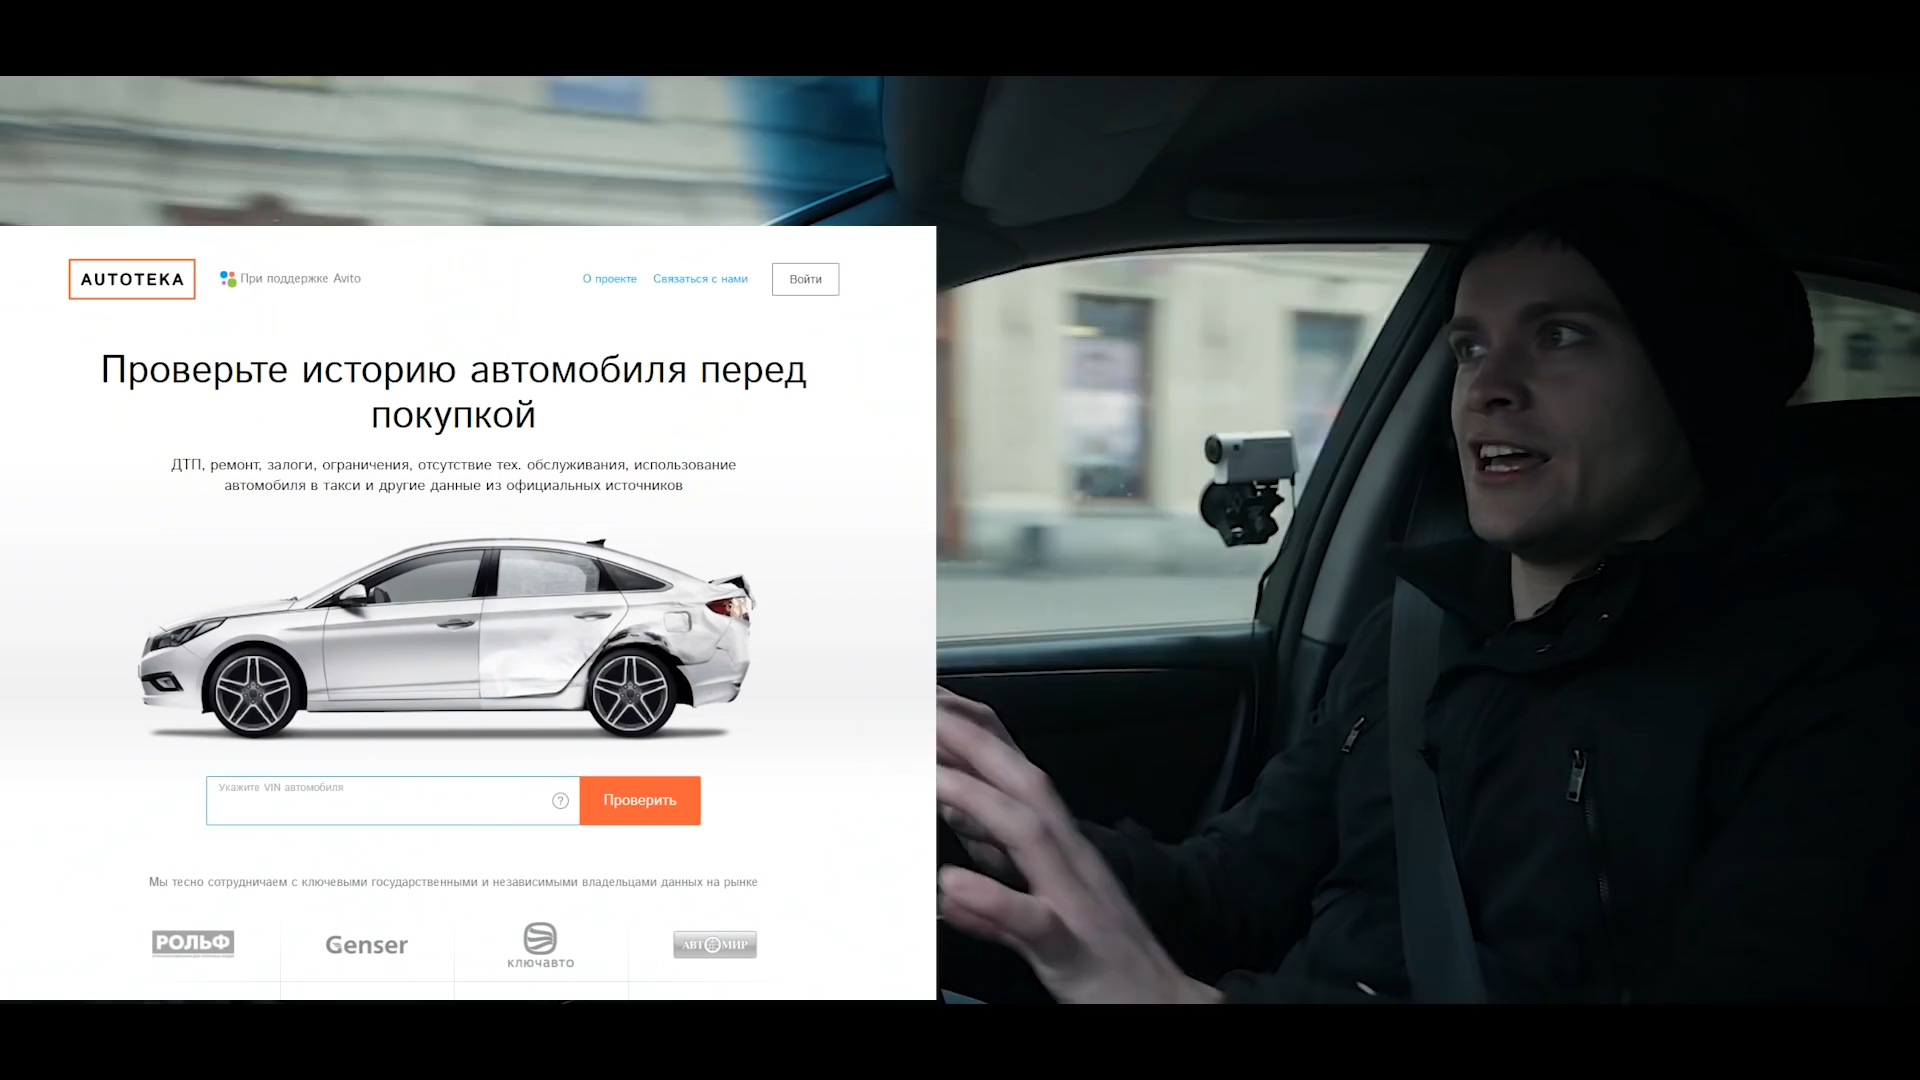 AUTOTEKA
При поддержке Avito
О проекте
Связаться с нами
Войти
Проверьте историю автомобиля перед
покупкой
ДТП, ремонт, залоги, ограничения, отсутствие тех. обслуживания, использование
автомобиля в такси и другие данные из официальных источников
Укажите VIN автомобиля
?
Проверить
Мы тесно сотрудничаем с ключевыми государственными и независимыми владельцами данных на рынке
РОЛЬФ
Genser
ключавто
АВТОМИР